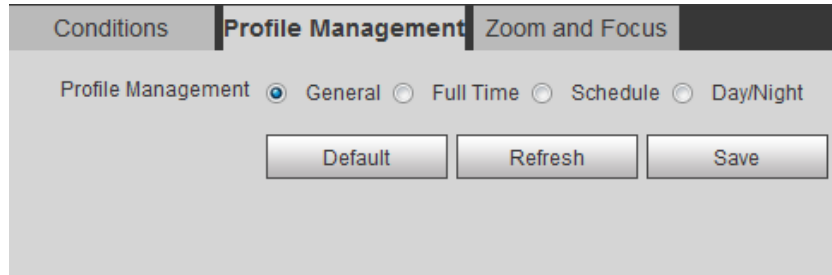 Conditions Profile Management Zoom and Focus
Profile Management General Full Time Schedule Day/Night
Default Refresh Save